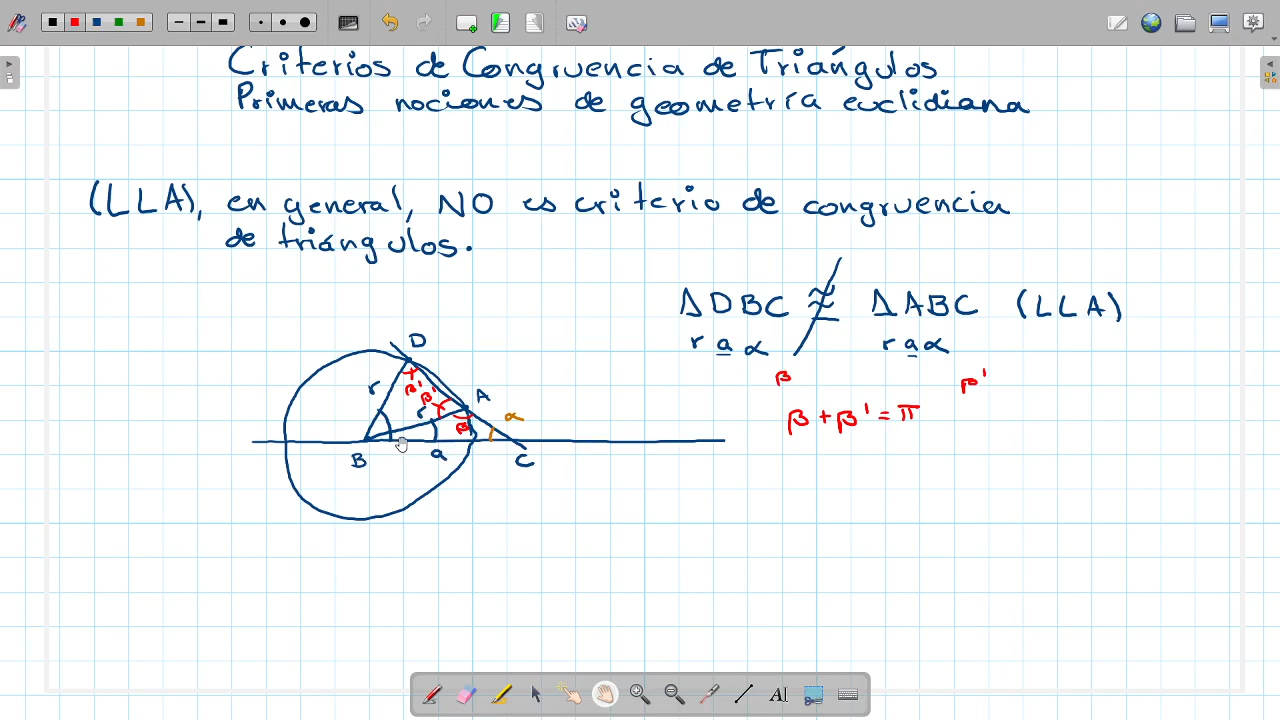 Criterios de Congruencia de Triángulos
Primeras nociones de geometría euclidiana
(LLA), en general, NO es criterio de congruencia
de triángulos.
ΔDBC ≇ ΔABC (LLA)
r a α r a α
β β'
β + β' = π
D
r β' β' A
r β α
B a C
AI